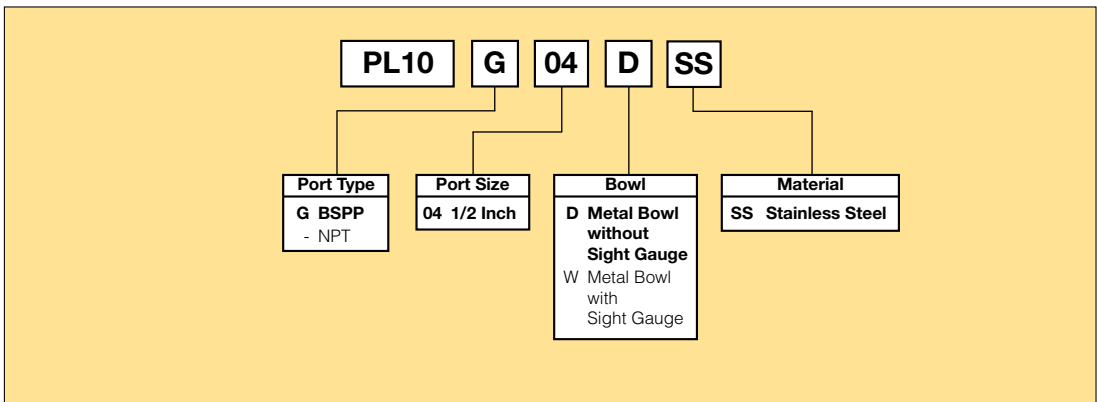 PL10 G 04 D SS
Port Type
G BSPP
- NPT
Port Size
04 1/2 Inch
Bowl
D Metal Bowl
without
Sight Gauge
W Metal Bowl
with
Sight Gauge
Material
SS Stainless Steel